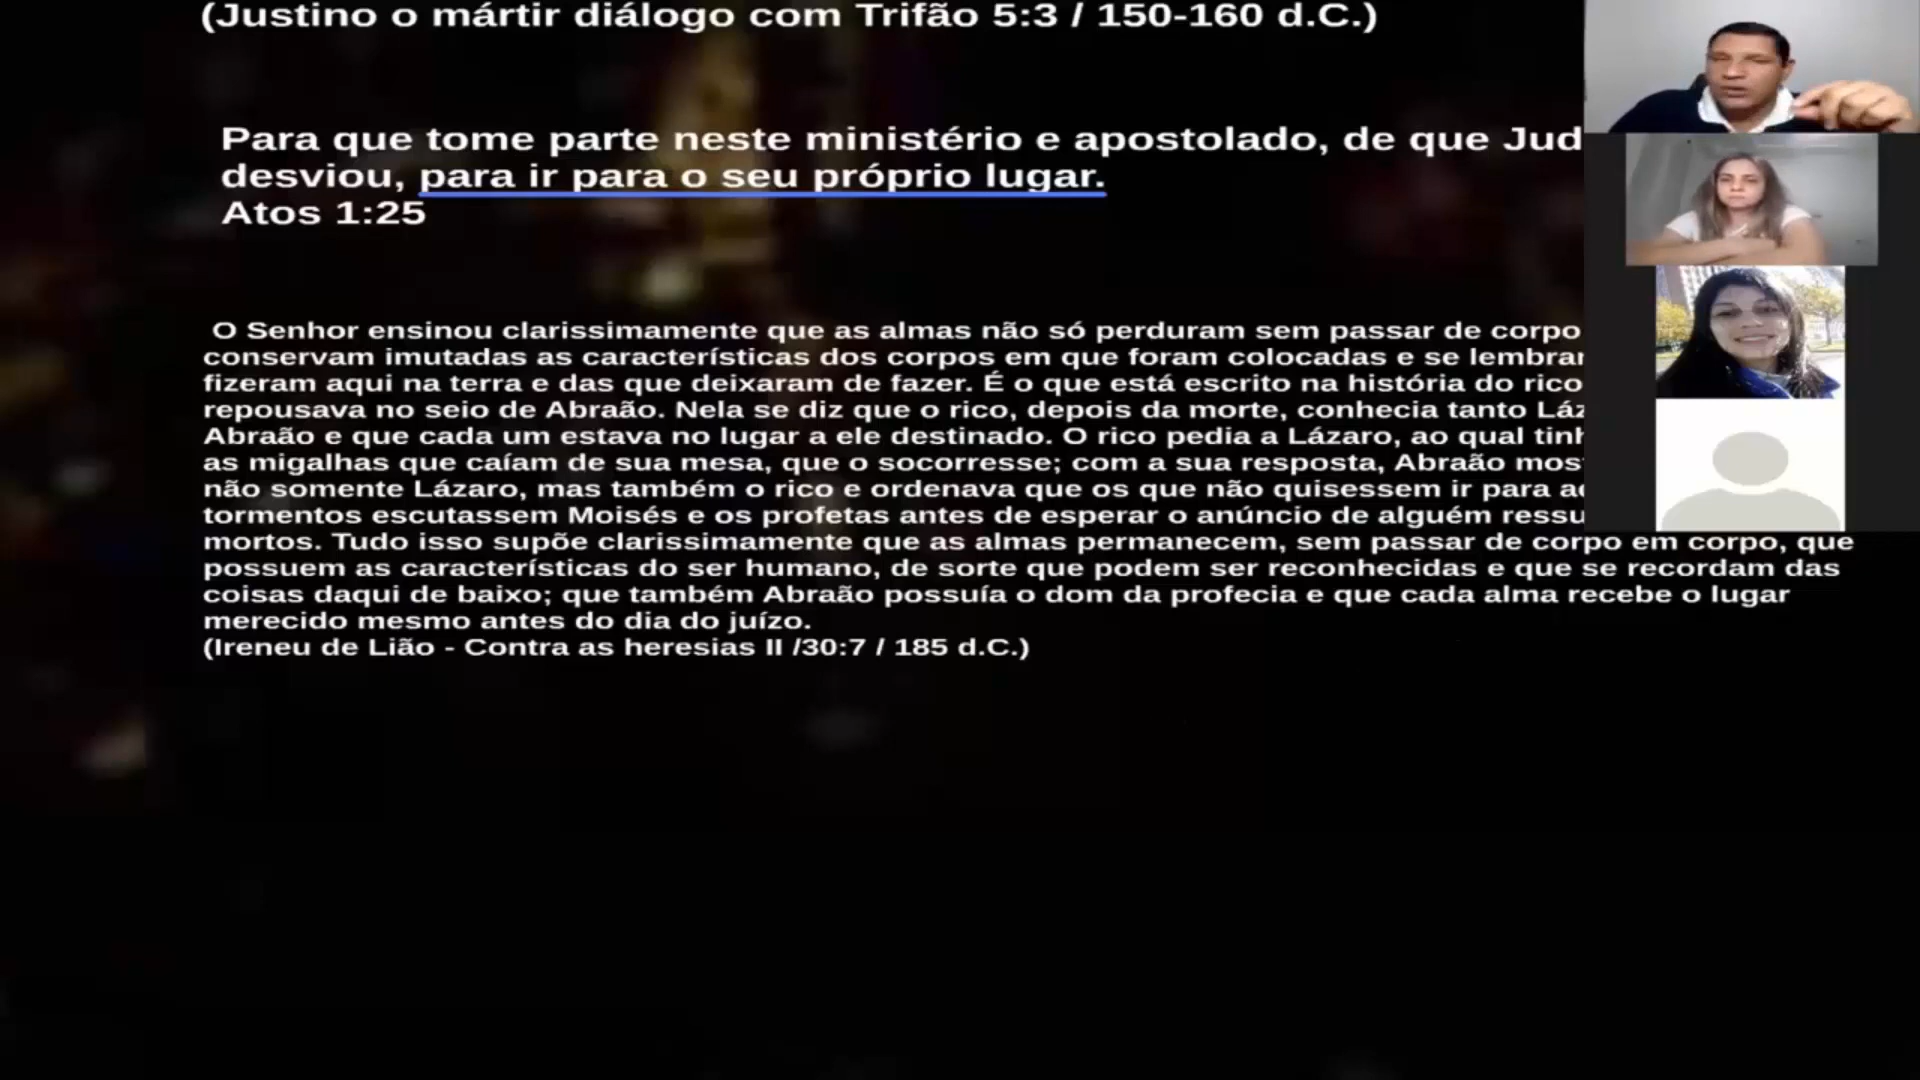 (Justino o mártir diálogo com Trifão 5:3 / 150-160 d.C.)
Para que tome parte neste ministério e apostolado, de que Jud
desviou, para ir para o seu próprio lugar.
Atos 1:25
O Senhor ensinou clarissimamente que as almas não só perduram sem passar de corpo
conservam imutadas as características dos corpos em que foram colocadas e se lembrar
fizeram aqui na terra e das que deixaram de fazer. É o que está escrito na história do rico
repousava no seio de Abraão. Nela se diz que o rico, depois da morte, conhecia tanto Láz
Abraão e que cada um estava no lugar a ele destinado. O rico pedia a Lázaro, ao qual tinh
as migalhas que caíam de sua mesa, que o socorresse; com a sua resposta, Abraão mos
não somente Lázaro, mas também o rico e ordenava que os que não quisessem ir para
tormentos escutassem Moisés e os profetas antes de esperar o anúncio de alguém ressu
mortos. Tudo isso supõe clarissimamente que as almas permanecem, sem passar de corpo em corpo, que
possuem as características do ser humano, de sorte que podem ser reconhecidas e que se recordam das
coisas daqui de baixo; que também Abraão possuía o dom da profecia e que cada alma recebe o lugar
merecido mesmo antes do dia do juízo.
(Ireneu de Lião - Contra as heresias II /30:7 / 185 d.C.)